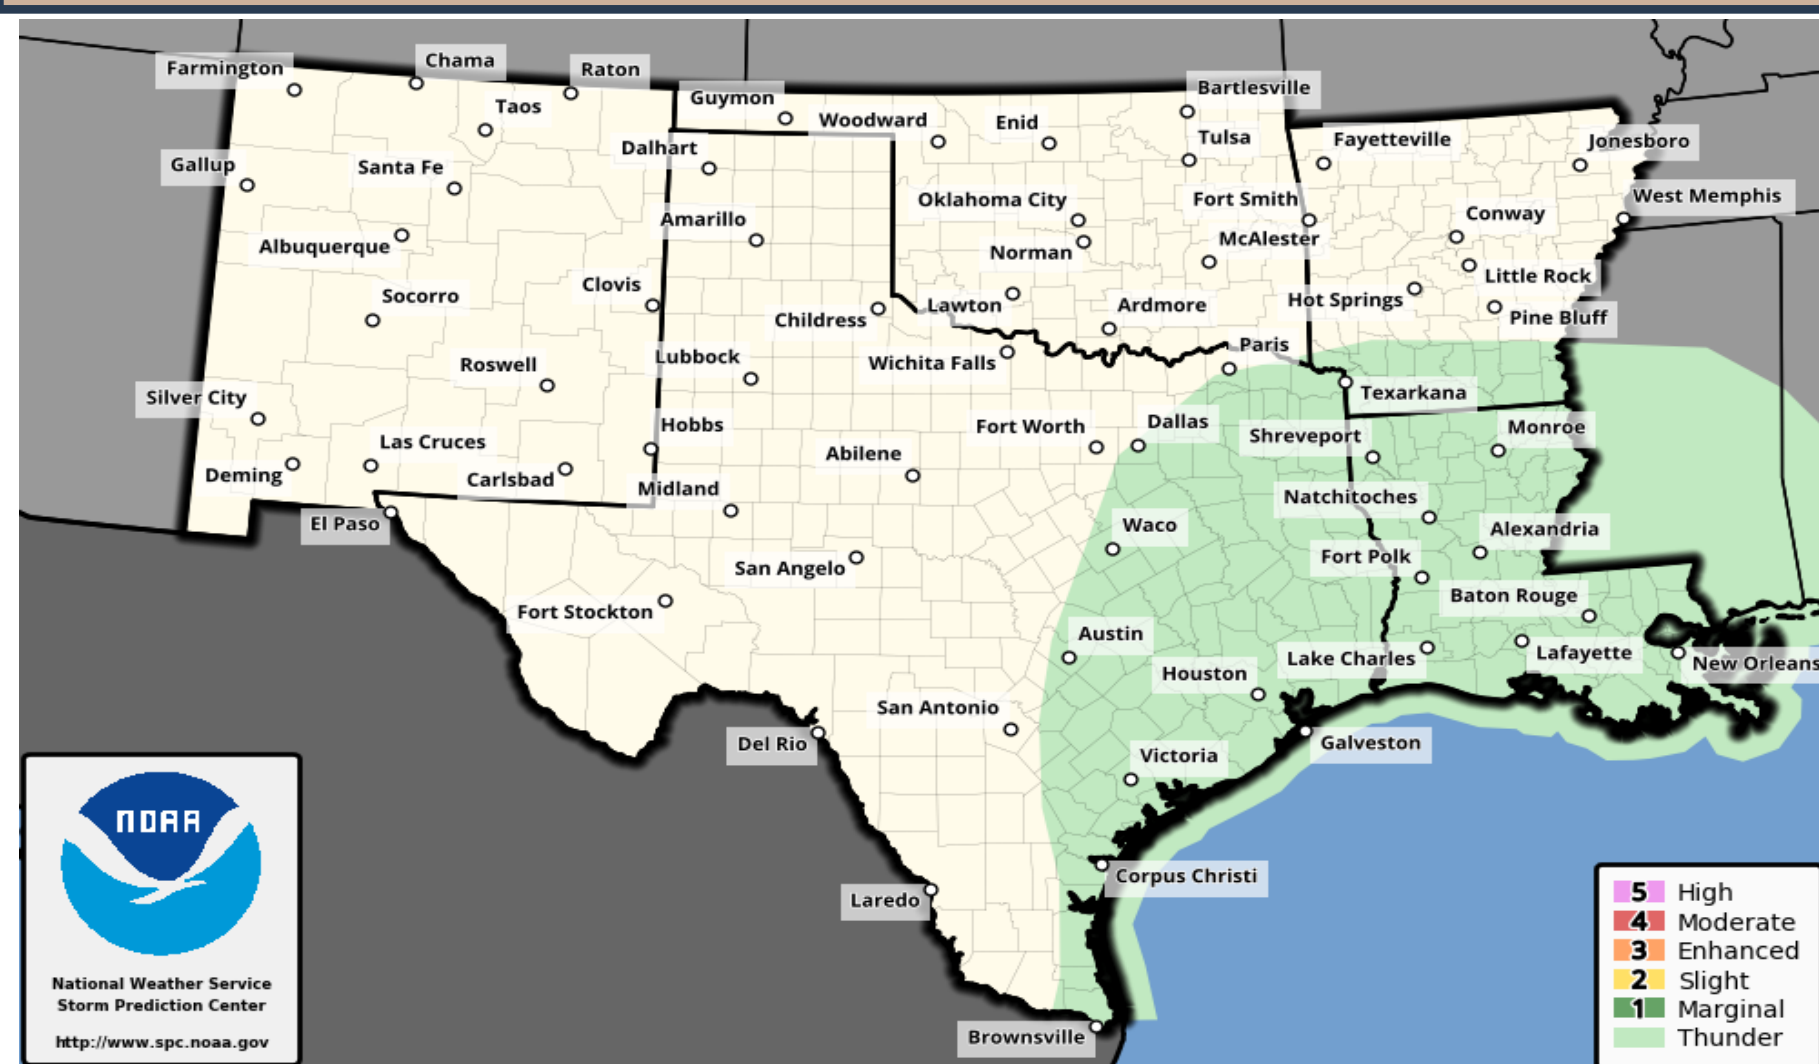 Farmington
Chama
Raton
Taos
Guymon
Woodward
Enid
Bartlesville
Tulsa
Fayetteville
Jonesboro
Gallup
Santa Fe
Dalhart
Oklahoma City
Fort Smith
West Memphis
Amarillo
Conway
Albuquerque
Norman
McAlester
Little Rock
Socorro
Clovis
Childress
Lawton
Ardmore
Hot Springs
Pine Bluff
Roswell
Lubbock
Wichita Falls
Paris
Silver City
Texarkana
Las Cruces
Hobbs
Fort Worth
Dallas
Shreveport
Monroe
Deming
Carlsbad
Midland
Abilene
Natchitoches
El Paso
Waco
Alexandria
San Angelo
Fort Polk
Fort Stockton
Baton Rouge
Austin
Lake Charles
Lafayette
New Orleans
Houston
San Antonio
Del Rio
Galveston
Victoria
Corpus Christi
Laredo
Brownsville
NOAA
National Weather Service
Storm Prediction Center
http://www.spc.noaa.gov
5 High
4 Moderate
3 Enhanced
2 Slight
1 Marginal
Thunder